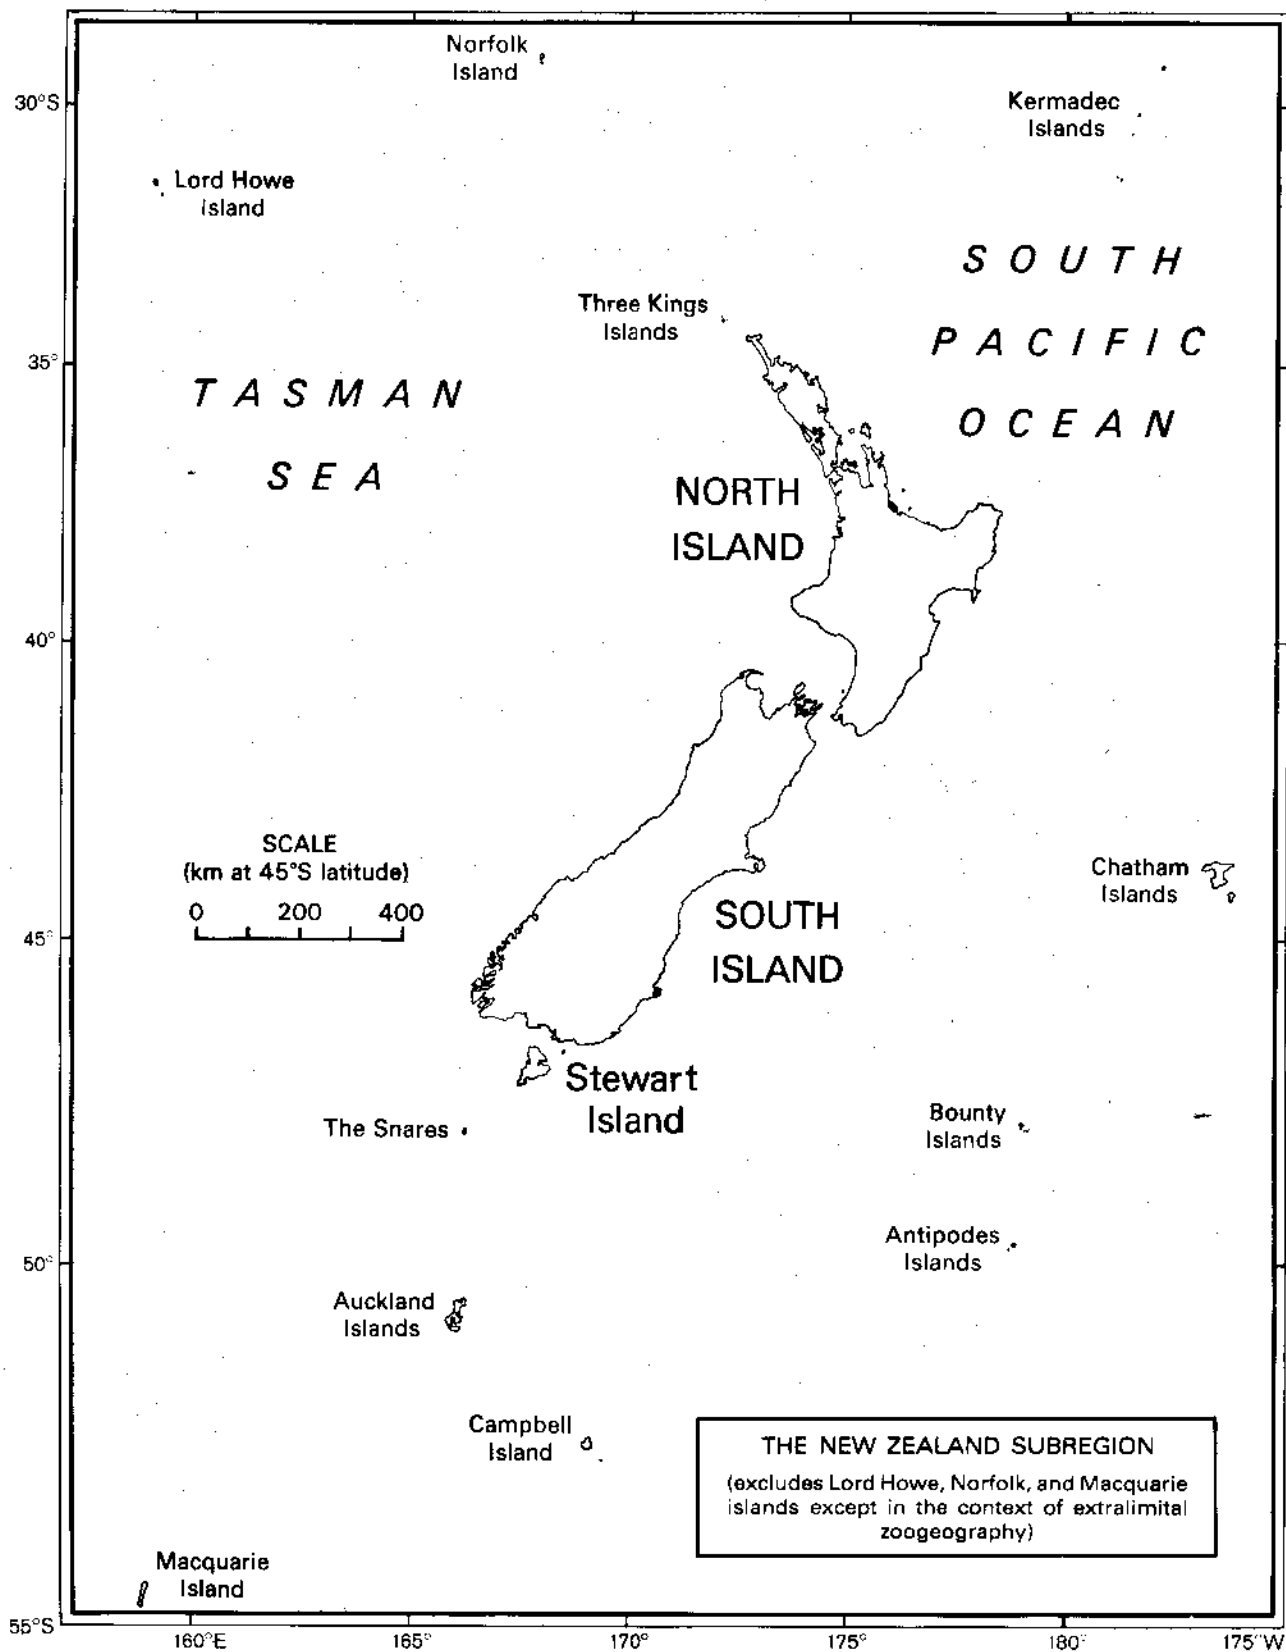 Norfolk
Island
30°S
Kermadec
Islands
Lord Howe
Island
SOUTH
PACIFIC
OCEAN
Three Kings
Islands
35°
TASMAN
SEA
NORTH
ISLAND
40°
SCALE
(km at 45°S latitude)
0 200 400
Chatham
Islands
SOUTH
ISLAND
45°
Stewart
Island
The Snares
Bounty
Islands
Antipodes
Islands
50°
Auckland
Islands
Campbell
Island
THE NEW ZEALAND SUBREGION
(excludes Lord Howe, Norfolk, and Macquarie
islands except in the context of extralimital
zoogeography)
Macquarie
Island
55°S
160°E 165° 170° 175° 180° 175°W